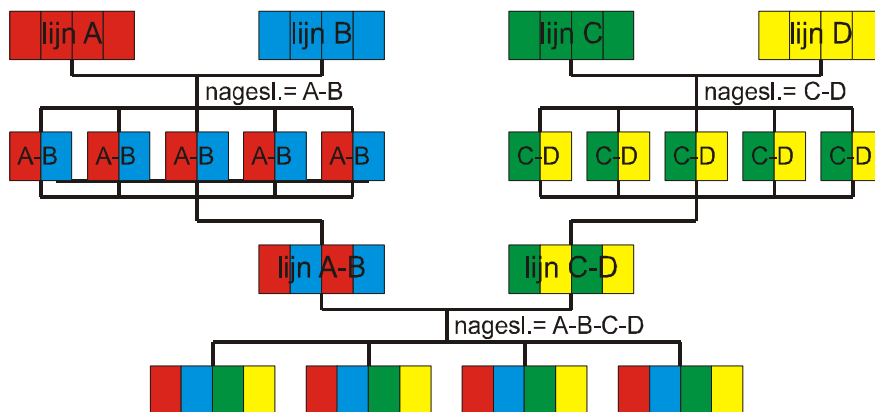 lijn A
lijn B
lijn C
lijn D
nagesl.= A-B
nagesl.= C-D
A-B
A-B
A-B
A-B
A-B
C-D
C-D
C-D
C-D
C-D
lijn A-B
lijn C-D
nagesl.= A-B-C-D